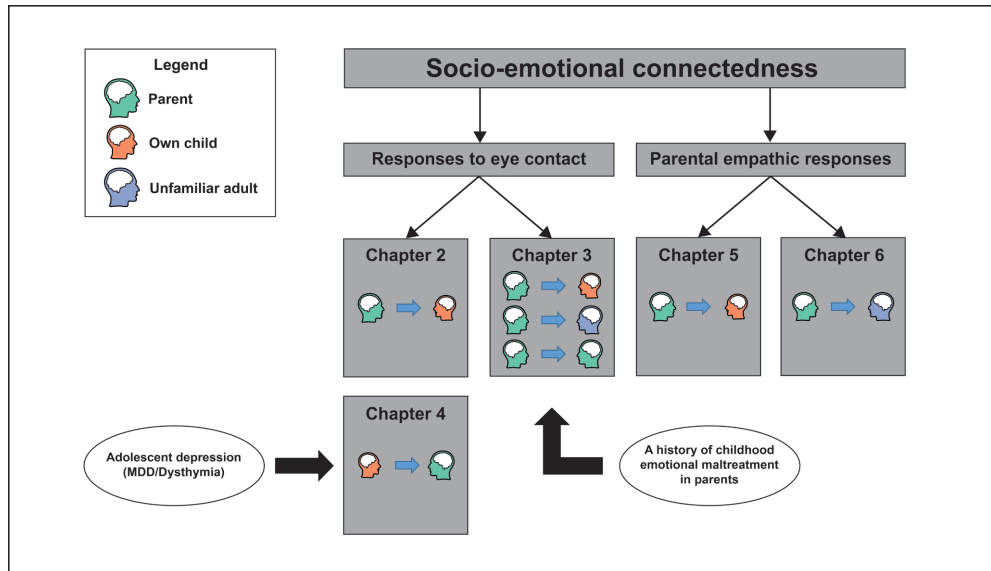 Legend
Parent
Own child
Unfamiliar adult
Socio-emotional connectedness
Responses to eye contact
Parental empathic responses
Chapter 2
Chapter 3
Chapter 5
Chapter 6
Chapter 4
Adolescent depression
(MDD/Dysthymia)
A history of childhood
emotional maltreatment
in parents